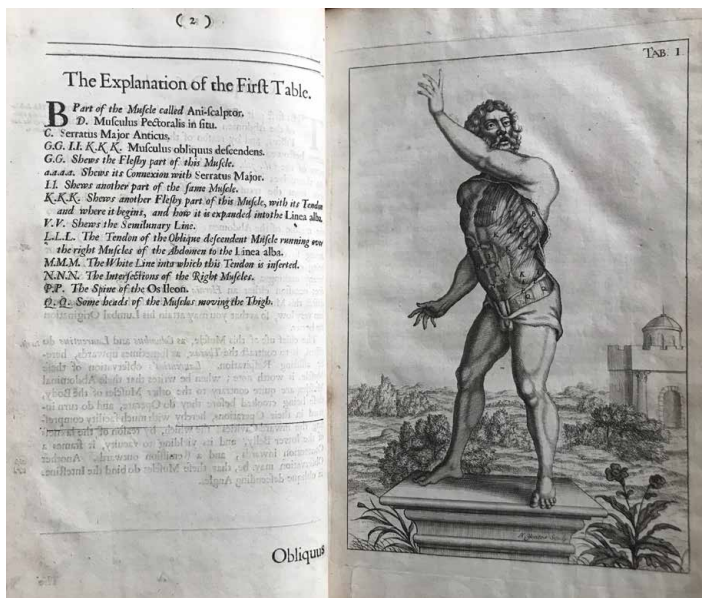 ( 2 )
The Explanation of the Firſt Table.
B Part of the Muſcle called Ani-ſcalptor.
D. Musculus Pectoralis in ſitu.
C. Serratus Major Anticus.
G.G. I.I. K.K.K. Musculus obliquus deſcendens.
G.G. Shews the Fleſhy part of this Muſcle.
a.a.a.a. Shews its Connexion with Serratus Major.
I.I. Shews another part of the ſame Muſcle.
K.K.K. Shews another Fleſhy part of this Muſcle, with its Tendon
and where it begins, and how it is expanded into the Linea alba.
V.V. Shews the Semilunary Line.
L.L.L. The Tendon of the Oblique deſcendent Muſcle running over
the right Muſcles of the Abdomen to the Linea alba.
M.M.M. The White Line into which this Tendon is inſerted.
N.N.N. The Interſections of the Right Muſcles.
P.P. The Spine of the Os Ileon.
Q.Q. Some heads of the Muſcles moving the Thigh.
Obliquus
TAB. I